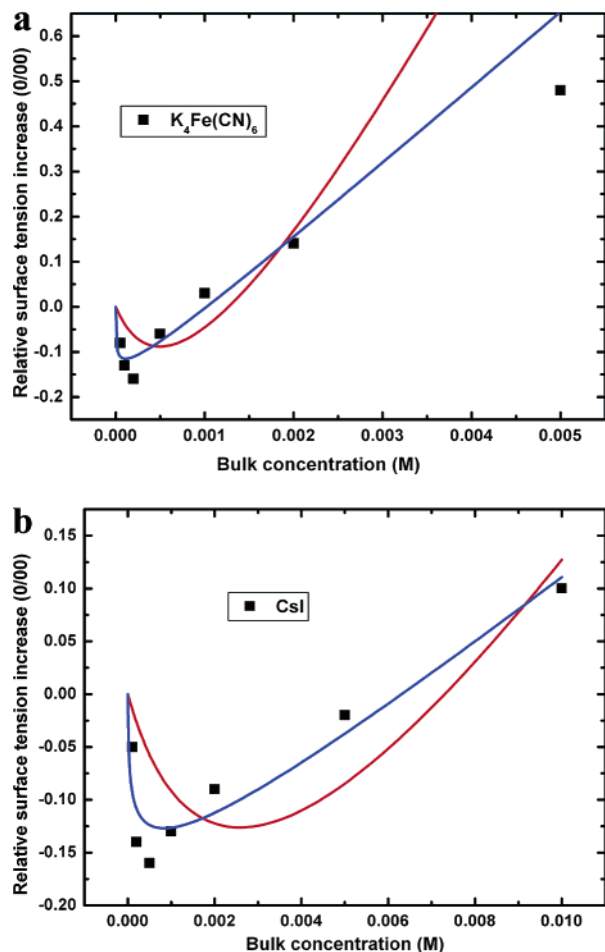 a
Relative surface tension increase (0/00)
0.6
0.5
0.4
0.3
0.2
0.1
0.0
-0.1
-0.2
K₄Fe(CN)₆
0.000 0.001 0.002 0.003 0.004 0.005
Bulk concentration (M)
b
Relative surface tension increase (0/00)
0.15
0.10
0.05
0.00
-0.05
-0.10
-0.15
-0.20
CsI
0.000 0.002 0.004 0.006 0.008 0.010
Bulk concentration (M)